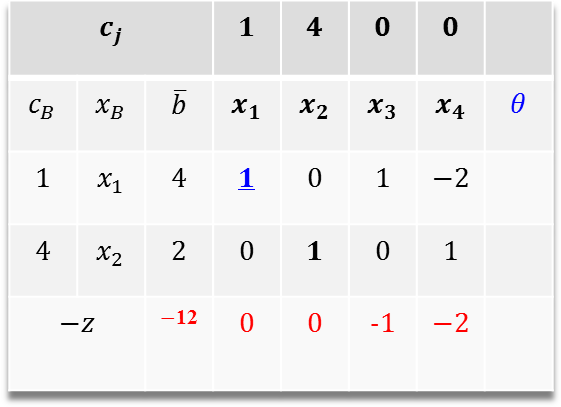 c_j 1 4 0 0
c_B x_B b̄ x_1 x_2 x_3 x_4 θ
1 x_1 4 1 0 1 −2
4 x_2 2 0 1 0 1
−z −12 0 0 -1 −2